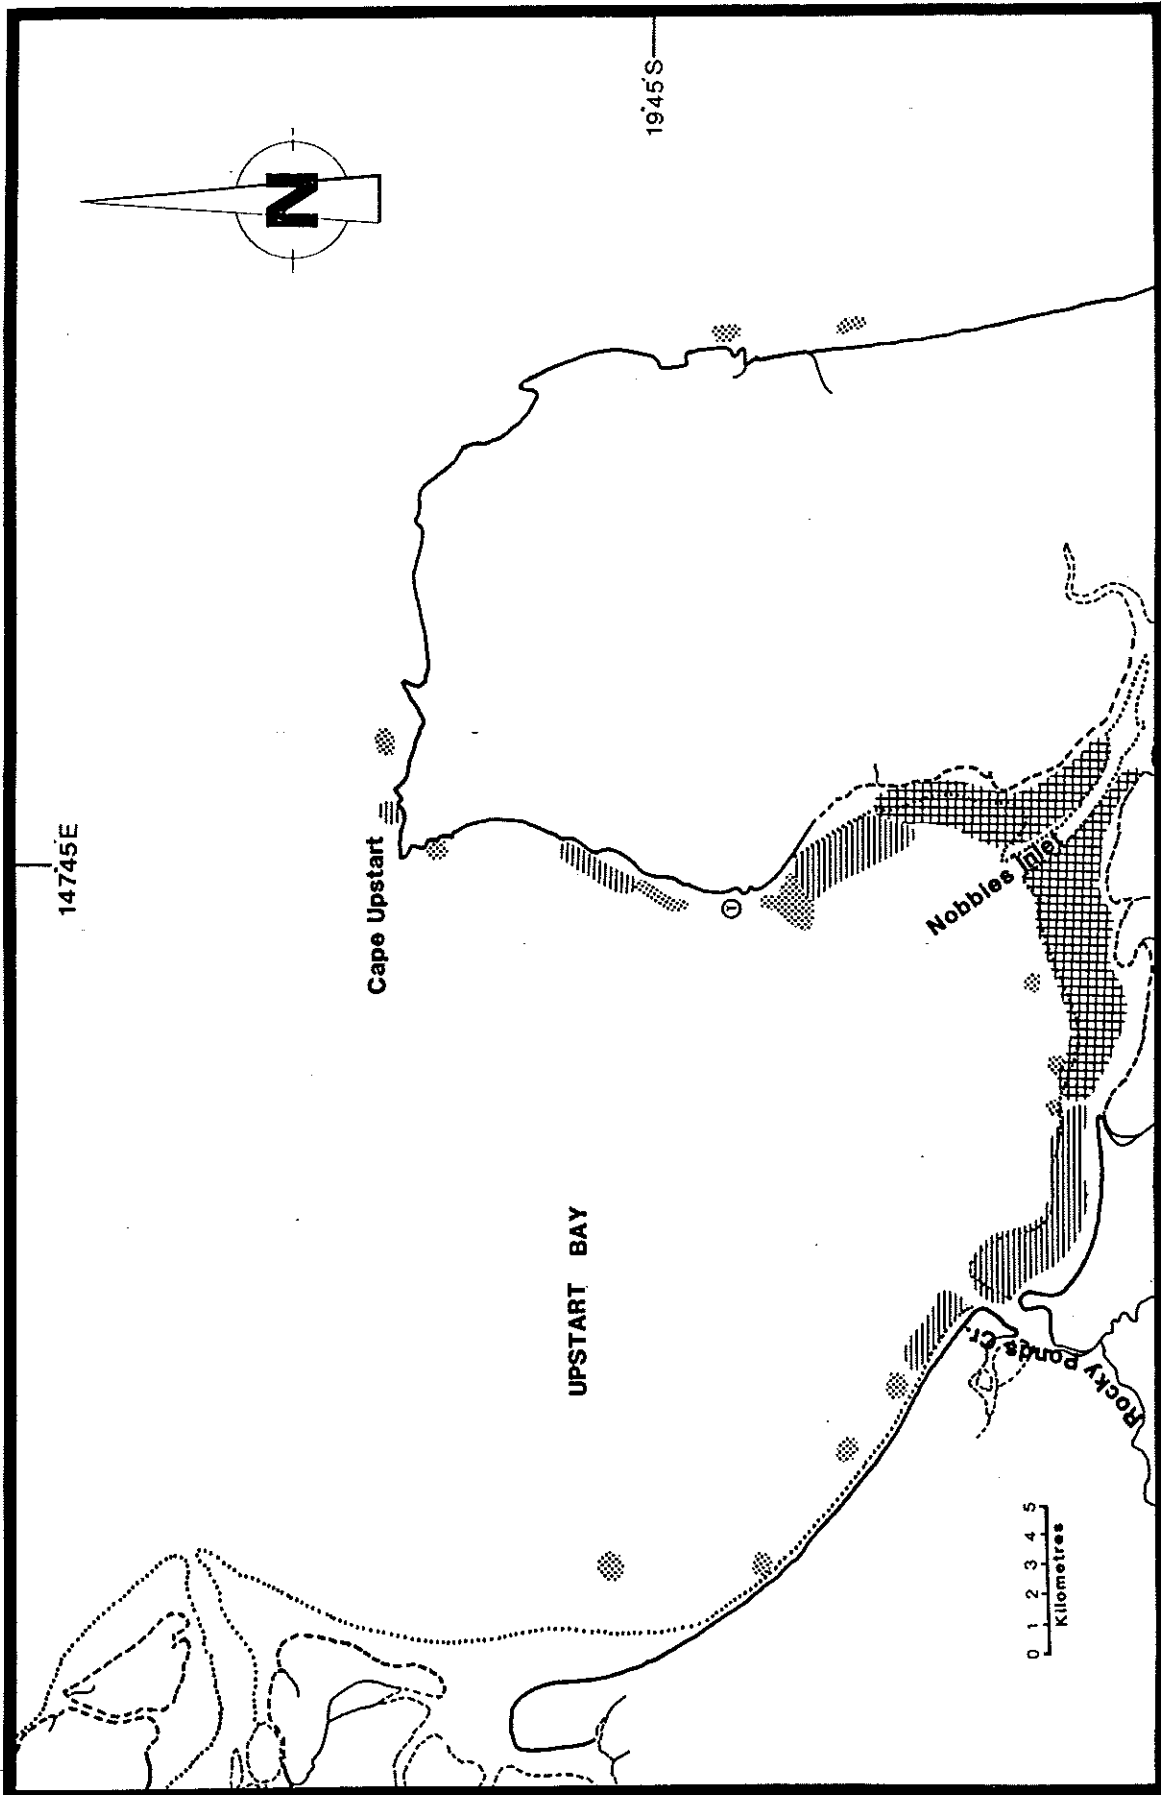 19°45'S
N
147°45'E
Cape Upstart
T
Nobbies Inlet
UPSTART BAY
Rocky Ponds Cr.
0 1 2 3 4 5
Kilometres